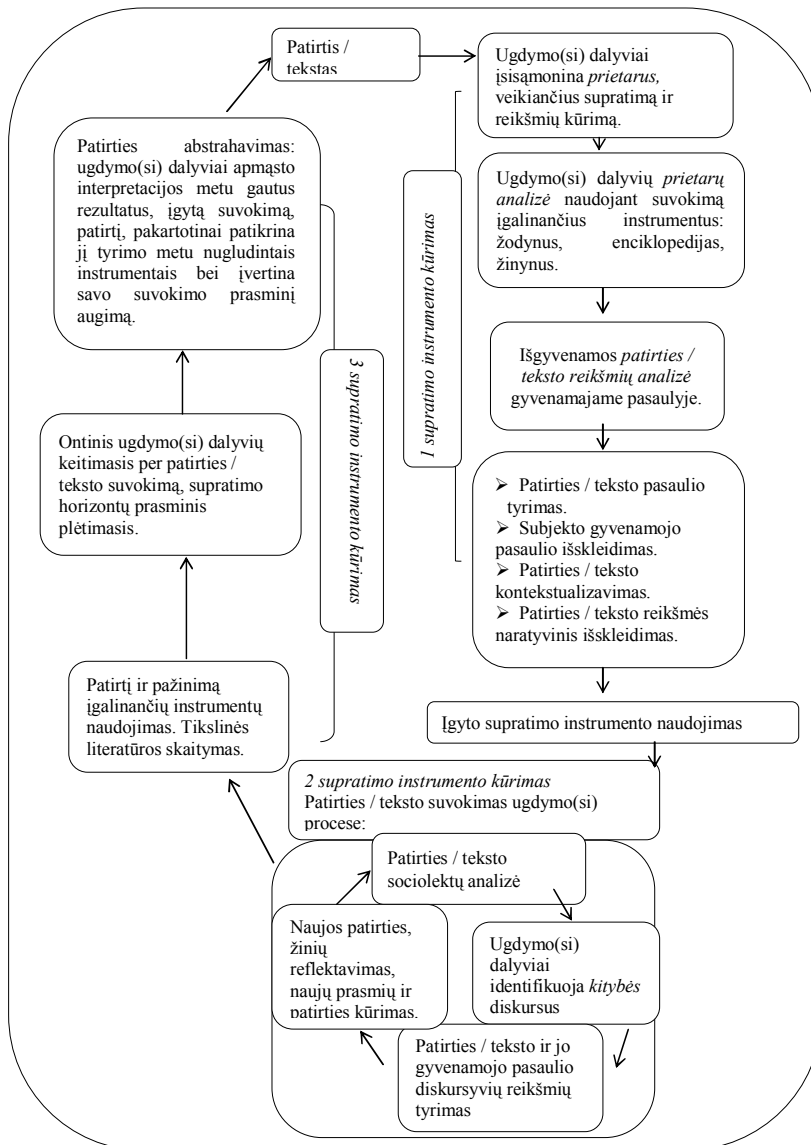 Patirtis /
tekstas
Ugdymo(si) dalyviai
įsisąmonina prietarus,
veikiančius supratimą ir
reikšmių kūrimą.
Ugdymo(si) dalyvių prietarų
analizė naudojant suvokimą
įgalinančius instrumentus:
žodynus, enciklopedijas,
žinynus.
1 supratimo instrumento kūrimas
Išgyvenamos patirties /
teksto reikšmių analizė
gyvenamajame pasaulyje.
➢ Patirties / teksto pasaulio
tyrimas.
➢ Subjekto gyvenamojo
pasaulio išskleidimas.
➢ Patirties / teksto
kontekstualizavimas.
➢ Patirties / teksto reikšmės
naratyvinis išskleidimas.
Įgyto supratimo instrumento naudojimas
2 supratimo instrumento kūrimas
Patirties / teksto suvokimas ugdymo(si)
procese:
Patirties / teksto
sociolektų analizė
Ugdymo(si)
dalyviai
identifikuoja kitybės
diskursus
Patirties / teksto ir jo
gyvenamojo pasaulio
diskursyvių reikšmių
tyrimas
Naujos patirties,
žinių
reflektavimas,
naujų prasmių ir
patirties kūrimas.
Patirtį ir pažinimą
įgalinančių instrumentų
naudojimas. Tikslinės
literatūros skaitymas.
3 supratimo instrumento kūrimas
Ontinis ugdymo(si) dalyvių
keitimasis per patirties /
teksto suvokimą, supratimo
horizontų prasminis
plėtimasis.
Patirties abstrahavimas:
ugdymo(si) dalyviai apmąsto
interpretacijos metu gautus
rezultatus, įgytą suvokimą,
patirtį, pakartotinai patikrina
jį tyrimo metu nugludintais
instrumentais bei įvertina
savo suvokimo prasminį
augimą.